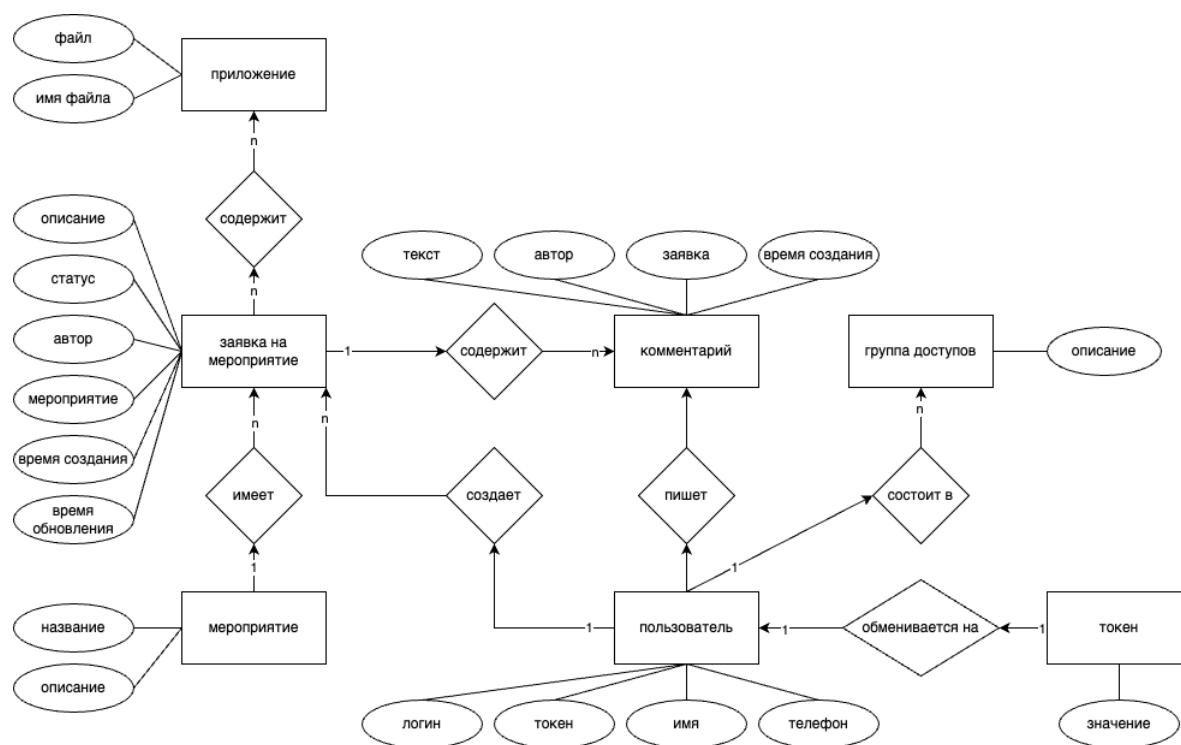 файл
приложение
имя файла
n
содержит
n
описание
статус
автор
мероприятие
время создания
время
обновления
заявка на
мероприятие
1
содержит
n
текст
автор
заявка
время создания
комментарий
группа доступов
описание
n
n
n
имеет
создает
пишет
состоит в
1
1
название
описание
мероприятие
1
пользователь
1
обменивается на
1
токен
логин
токен
имя
телефон
значение